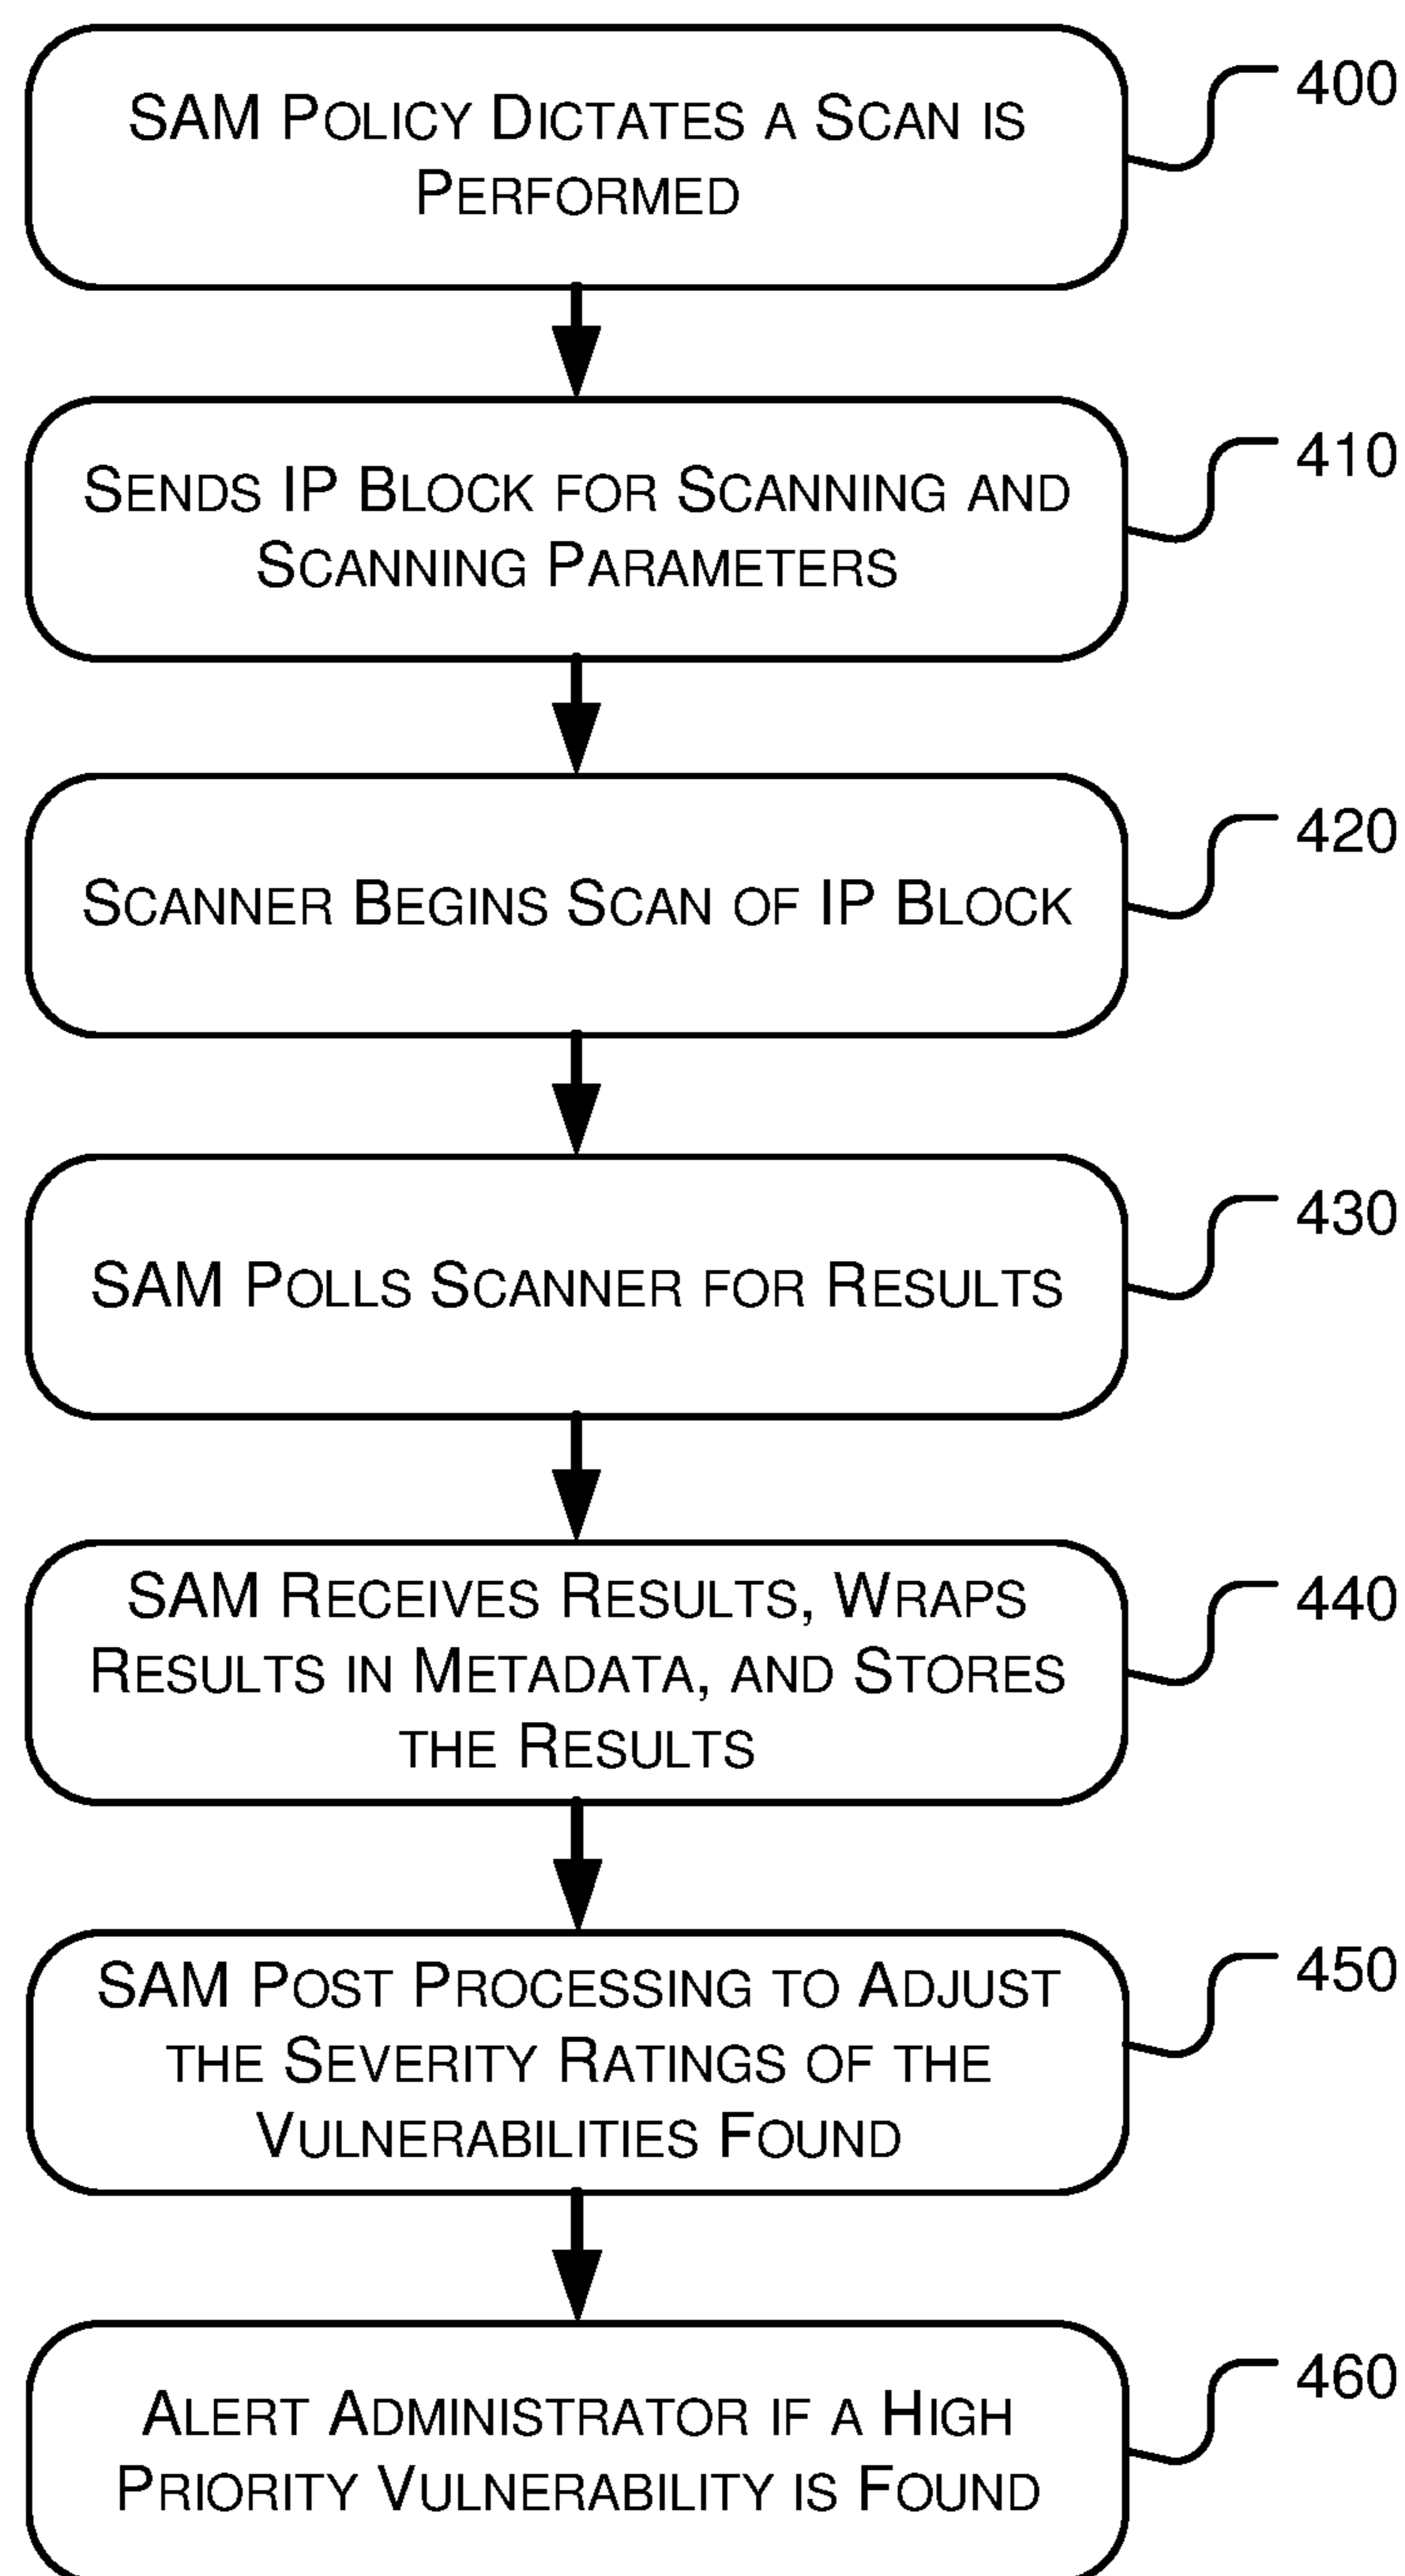 SAM POLICY DICTATES A SCAN IS
PERFORMED
400
SENDS IP BLOCK FOR SCANNING AND
SCANNING PARAMETERS
410
SCANNER BEGINS SCAN OF IP BLOCK
420
SAM POLLS SCANNER FOR RESULTS
430
SAM RECEIVES RESULTS, WRAPS
RESULTS IN METADATA, AND STORES
THE RESULTS
440
SAM POST PROCESSING TO ADJUST
THE SEVERITY RATINGS OF THE
VULNERABILITIES FOUND
450
ALERT ADMINISTRATOR IF A HIGH
PRIORITY VULNERABILITY IS FOUND
460